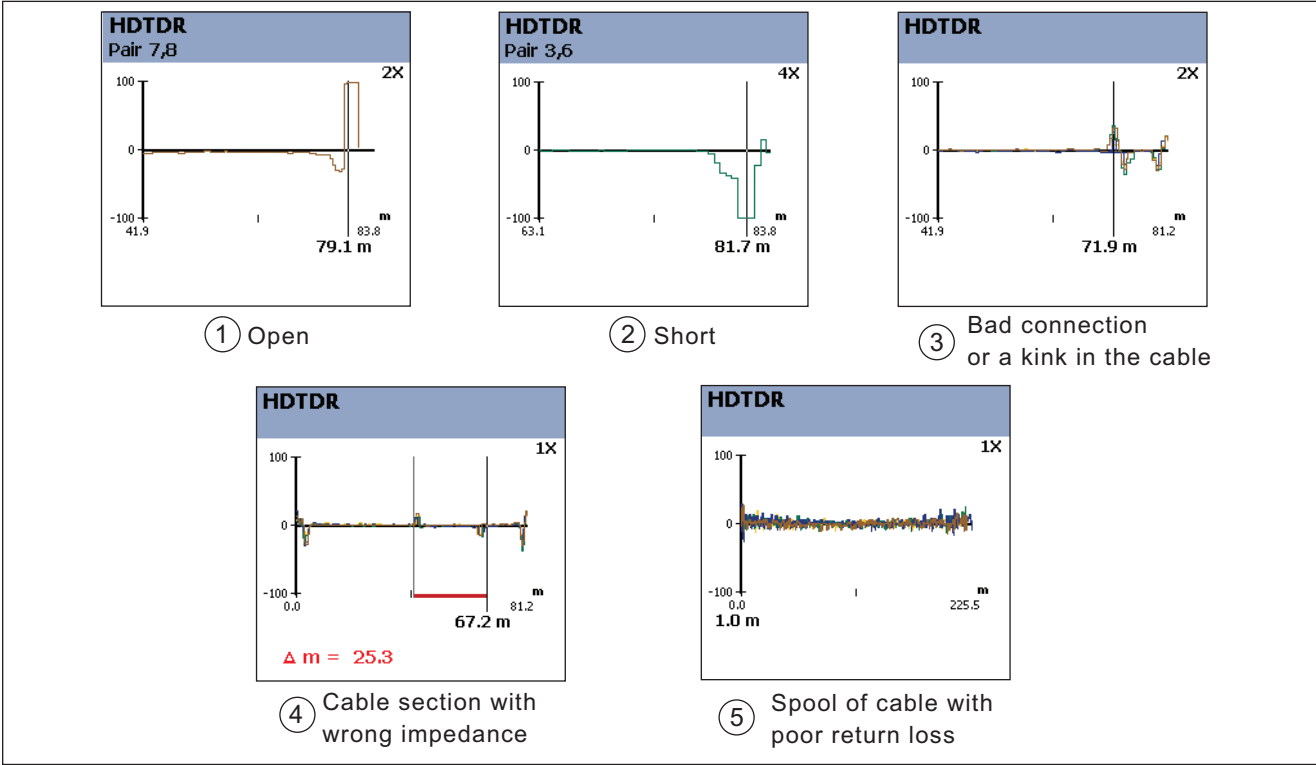 HDTDR
Pair 7,8
2X
100
0
-100
m
41.9
83.8
79.1 m
1 Open
HDTDR
Pair 3,6
4X
100
0
-100
m
63.1
83.8
81.7 m
2 Short
HDTDR
2X
100
0
-100
m
41.9
81.2
71.9 m
3 Bad connection
or a kink in the cable
HDTDR
1X
100
0
-100
m
0.0
81.2
67.2 m
Δ m = 25.3
4 Cable section with
wrong impedance
HDTDR
1X
100
0
-100
m
0.0
225.5
1.0 m
5 Spool of cable with
poor return loss